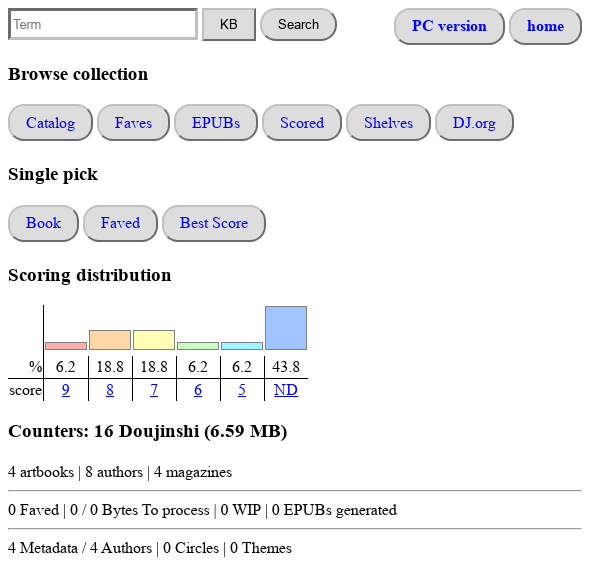 Term KB Search PC version home
Browse collection
Catalog Faves EPUBs Scored Shelves DJ.org
Single pick
Book Faved Best Score
Scoring distribution
% 6.2 18.8 18.8 6.2 6.2 43.8
score 9 8 7 6 5 ND
Counters: 16 Doujinshi (6.59 MB)
4 artbooks | 8 authors | 4 magazines
0 Faved | 0 / 0 Bytes To process | 0 WIP | 0 EPUBs generated
4 Metadata / 4 Authors | 0 Circles | 0 Themes